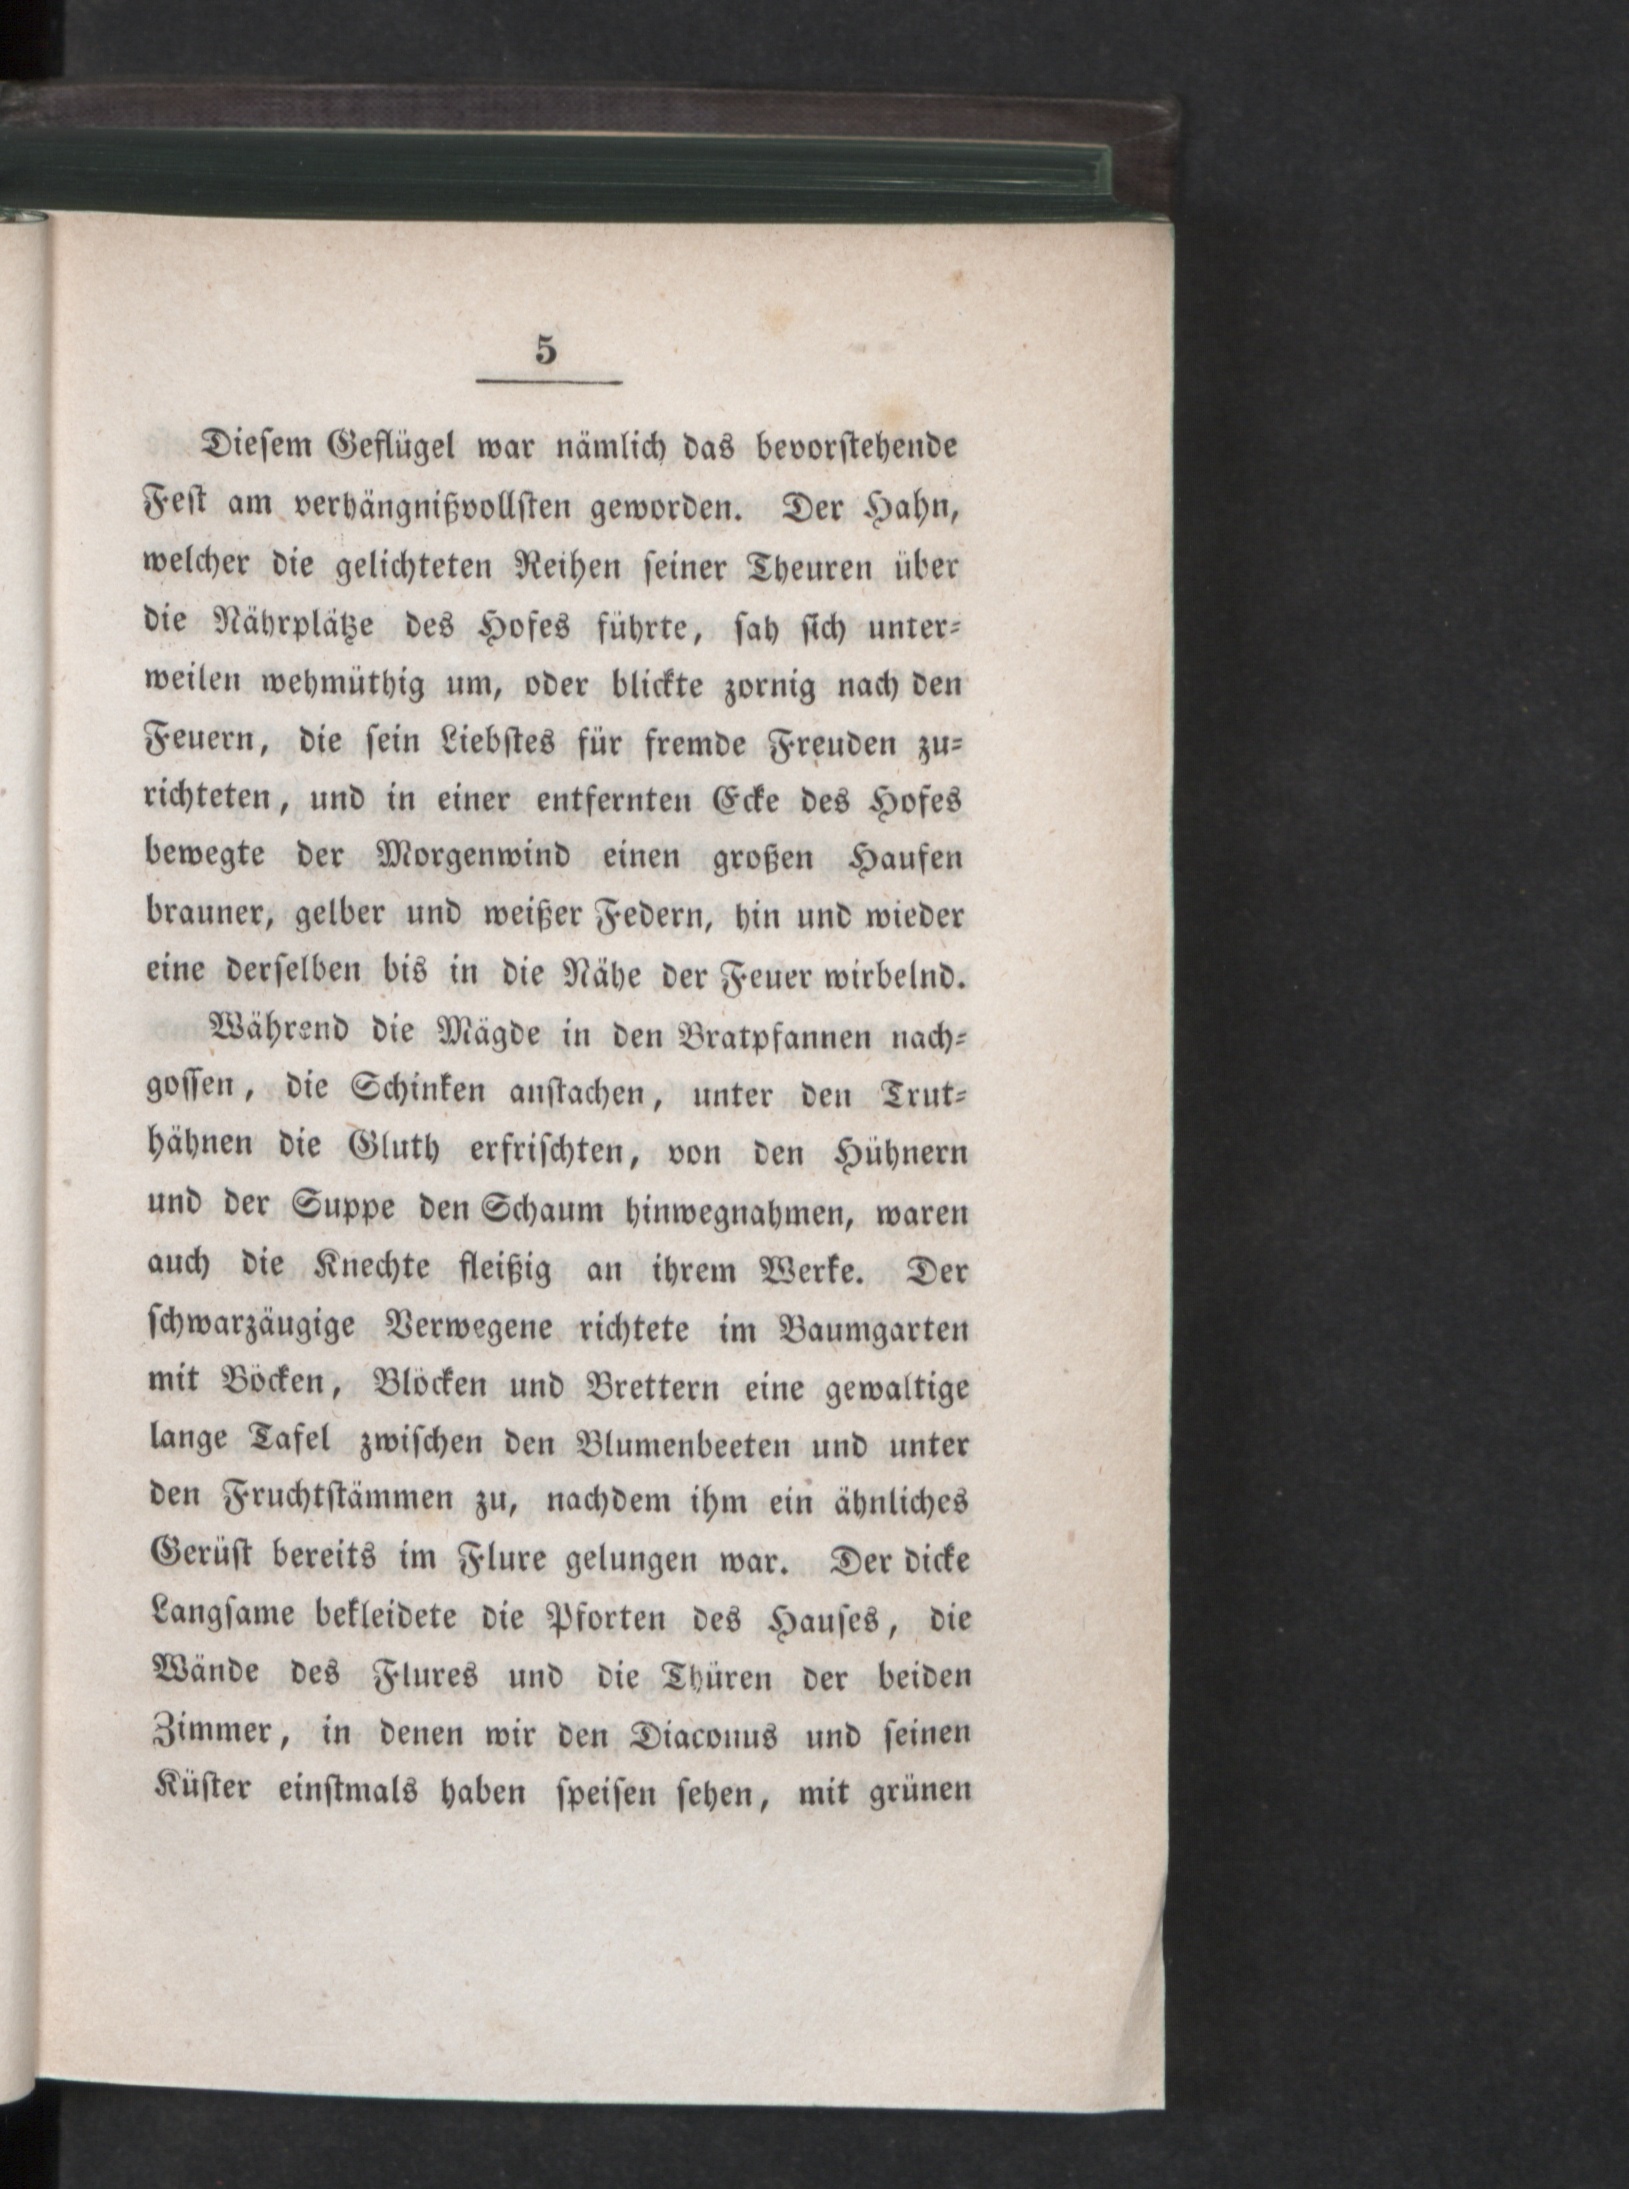 5
Dieſem Geflügel war nämlich das bevorſtehende
Feſt am verhängnißvollſten geworden. Der Hahn,
welcher die gelichteten Reihen ſeiner Theuren über
die Nährplätze des Hofes führte, ſah ſich unter⸗
weilen wehmüthig um, oder blickte zornig nach den
Feuern, die ſein Liebſtes für fremde Freuden zu⸗
richteten, und in einer entfernten Ecke des Hofes
bewegte der Morgenwind einen großen Haufen
brauner, gelber und weißer Federn, hin und wieder
eine derſelben bis in die Nähe der Feuer wirbelnd.
Während die Mägde in den Bratpfannen nach⸗
goſſen, die Schinken anſtachen, unter den Trut⸗
hähnen die Gluth erfriſchten, von den Hühnern
und der Suppe den Schaum hinwegnahmen, waren
auch die Knechte fleißig an ihrem Werke. Der
ſchwarzäugige Verwegene richtete im Baumgarten
mit Böcken, Blöcken und Brettern eine gewaltige
lange Tafel zwiſchen den Blumenbeeten und unter
den Fruchtſtämmen zu, nachdem ihm ein ähnliches
Gerüſt bereits im Flure gelungen war. Der dicke
Langſame bekleidete die Pforten des Hauſes, die
Wände des Flures und die Thüren der beiden
Zimmer, in denen wir den Diaconus und ſeinen
Küſter einſtmals haben ſpeiſen ſehen, mit grünen